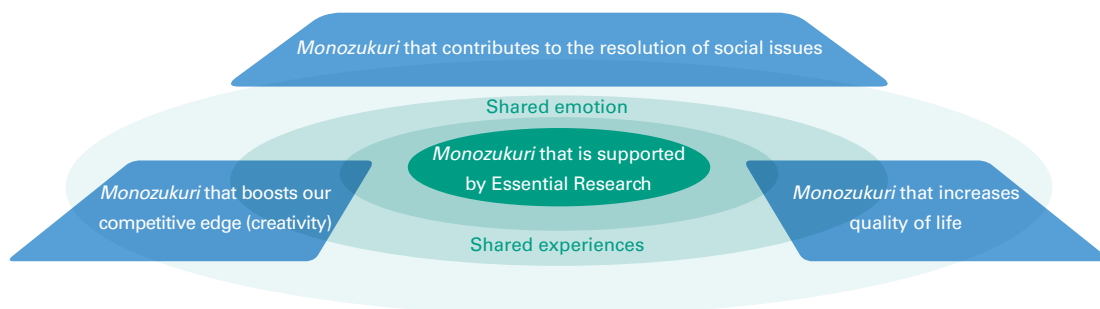 Monozukuri that contributes to the resolution of social issues
Shared emotion
Monozukuri that is supported
by Essential Research
Monozukuri that boosts our
competitive edge (creativity)
Monozukuri that increases
quality of life
Shared experiences